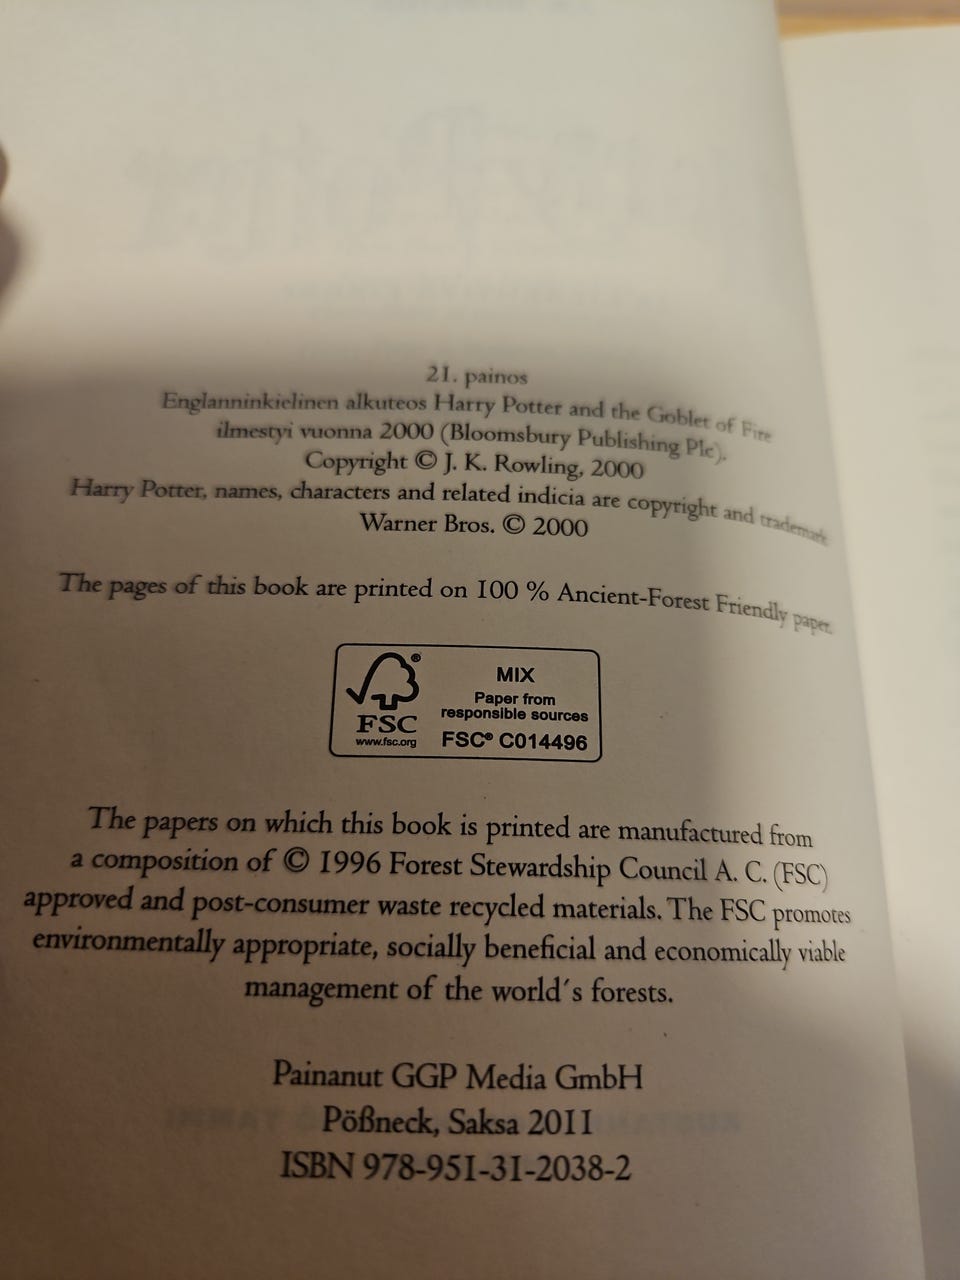 21. painos
Englanninkielinen alkuteos Harry Potter and the Goblet of Fire
ilmestyi vuonna 2000 (Bloomsbury Publishing Plc).
Copyright © J. K. Rowling, 2000
Harry Potter, names, characters and related indicia are copyright and trademark
Warner Bros. © 2000
The pages of this book are printed on 100 % Ancient-Forest Friendly paper.
®
FSC
www.fsc.org
MIX
Paper from
responsible sources
FSC® C014496
The papers on which this book is printed are manufactured from
a composition of © 1996 Forest Stewardship Council A. C. (FSC)
approved and post-consumer waste recycled materials. The FSC promotes
environmentally appropriate, socially beneficial and economically viable
management of the world´s forests.
Painanut GGP Media GmbH
Pößneck, Saksa 2011
ISBN 978-951-31-2038-2